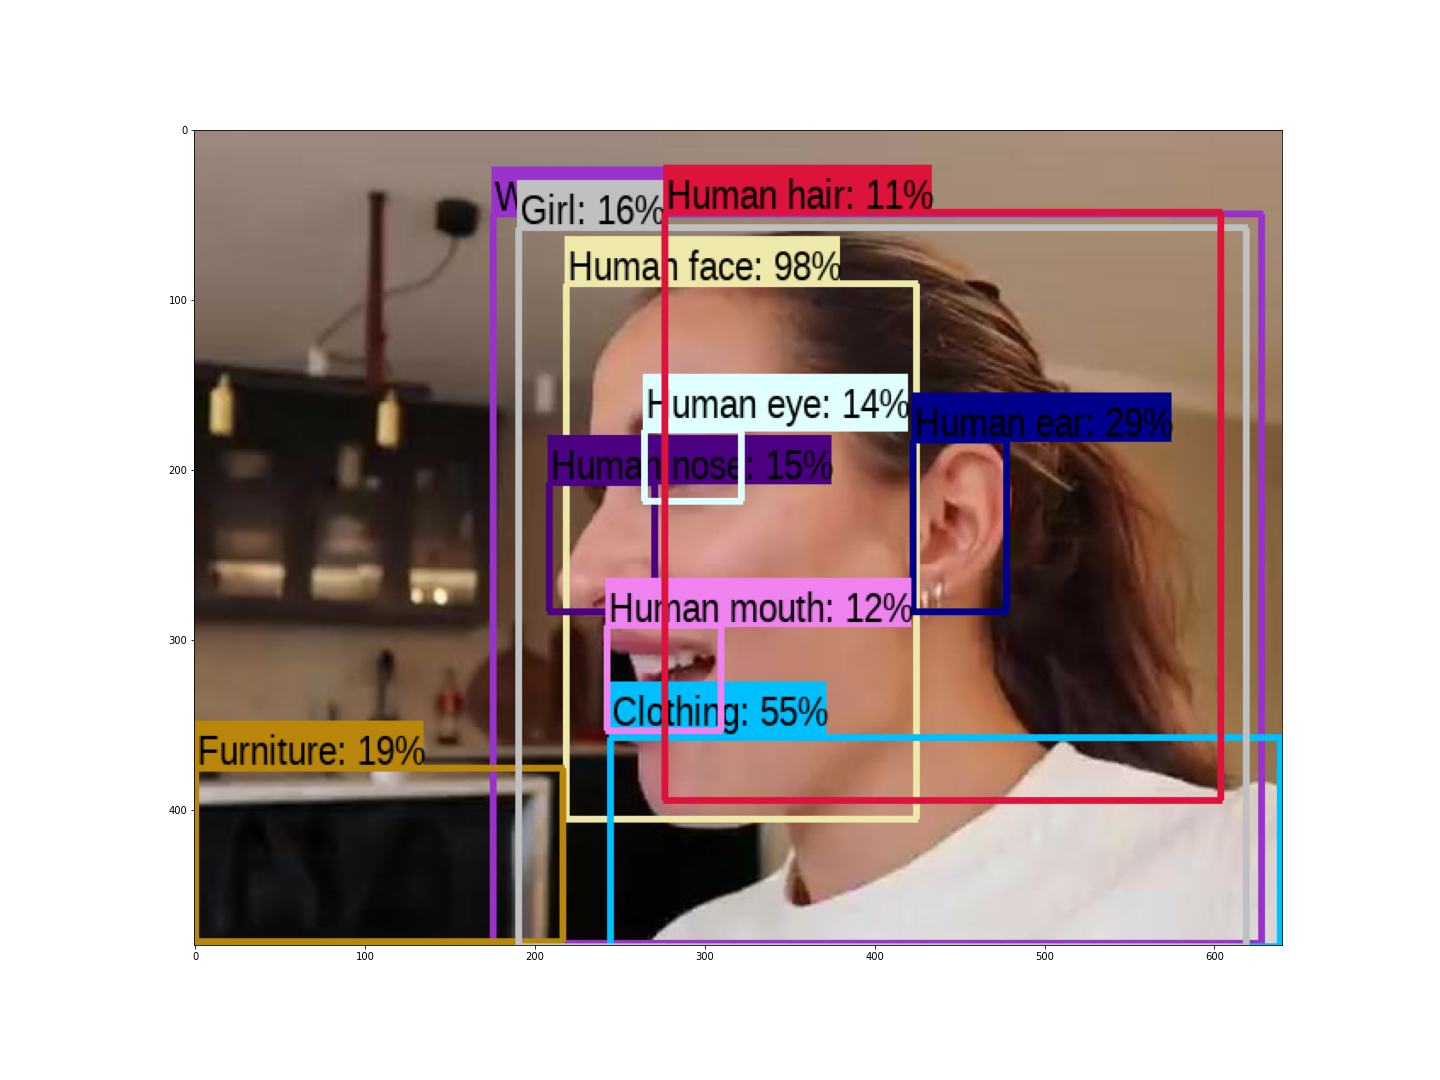 0
W
Girl: 16%
Human hair: 11%
Human face: 98%
100
Human eye: 14%
Human ear: 29%
Human nose: 15%
200
Human mouth: 12%
300
Clothing: 55%
Furniture: 19%
400
0 100 200 300 400 500 600